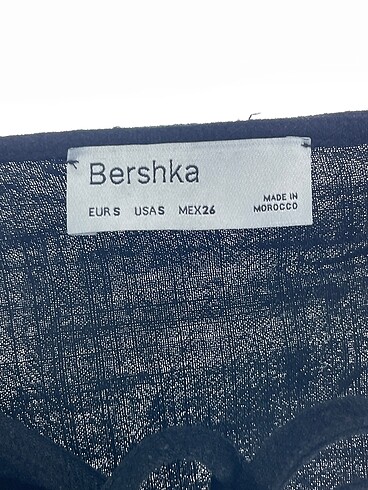 Bershka
EUR S USA S MEX 26
MADE IN
MOROCCO